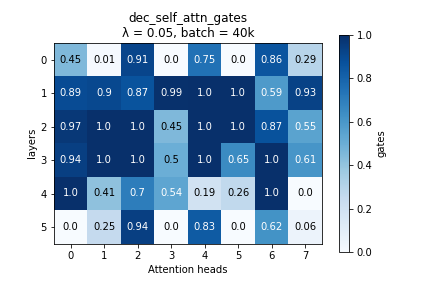 dec_self_attn_gates
λ = 0.05, batch = 40k
0 0.45 0.01 0.91 0.0 0.75 0.0 0.86 0.29
1 0.89 0.9 0.87 0.99 1.0 1.0 0.59 0.93
2 0.97 1.0 1.0 0.45 1.0 1.0 0.87 0.55
3 0.94 1.0 1.0 0.5 1.0 0.65 1.0 0.61
4 1.0 0.41 0.7 0.54 0.19 0.26 1.0 0.0
5 0.0 0.25 0.94 0.0 0.83 0.0 0.62 0.06
0 1 2 3 4 5 6 7
Attention heads
layers
1.0
0.8
0.6
0.4
0.2
0.0
gates